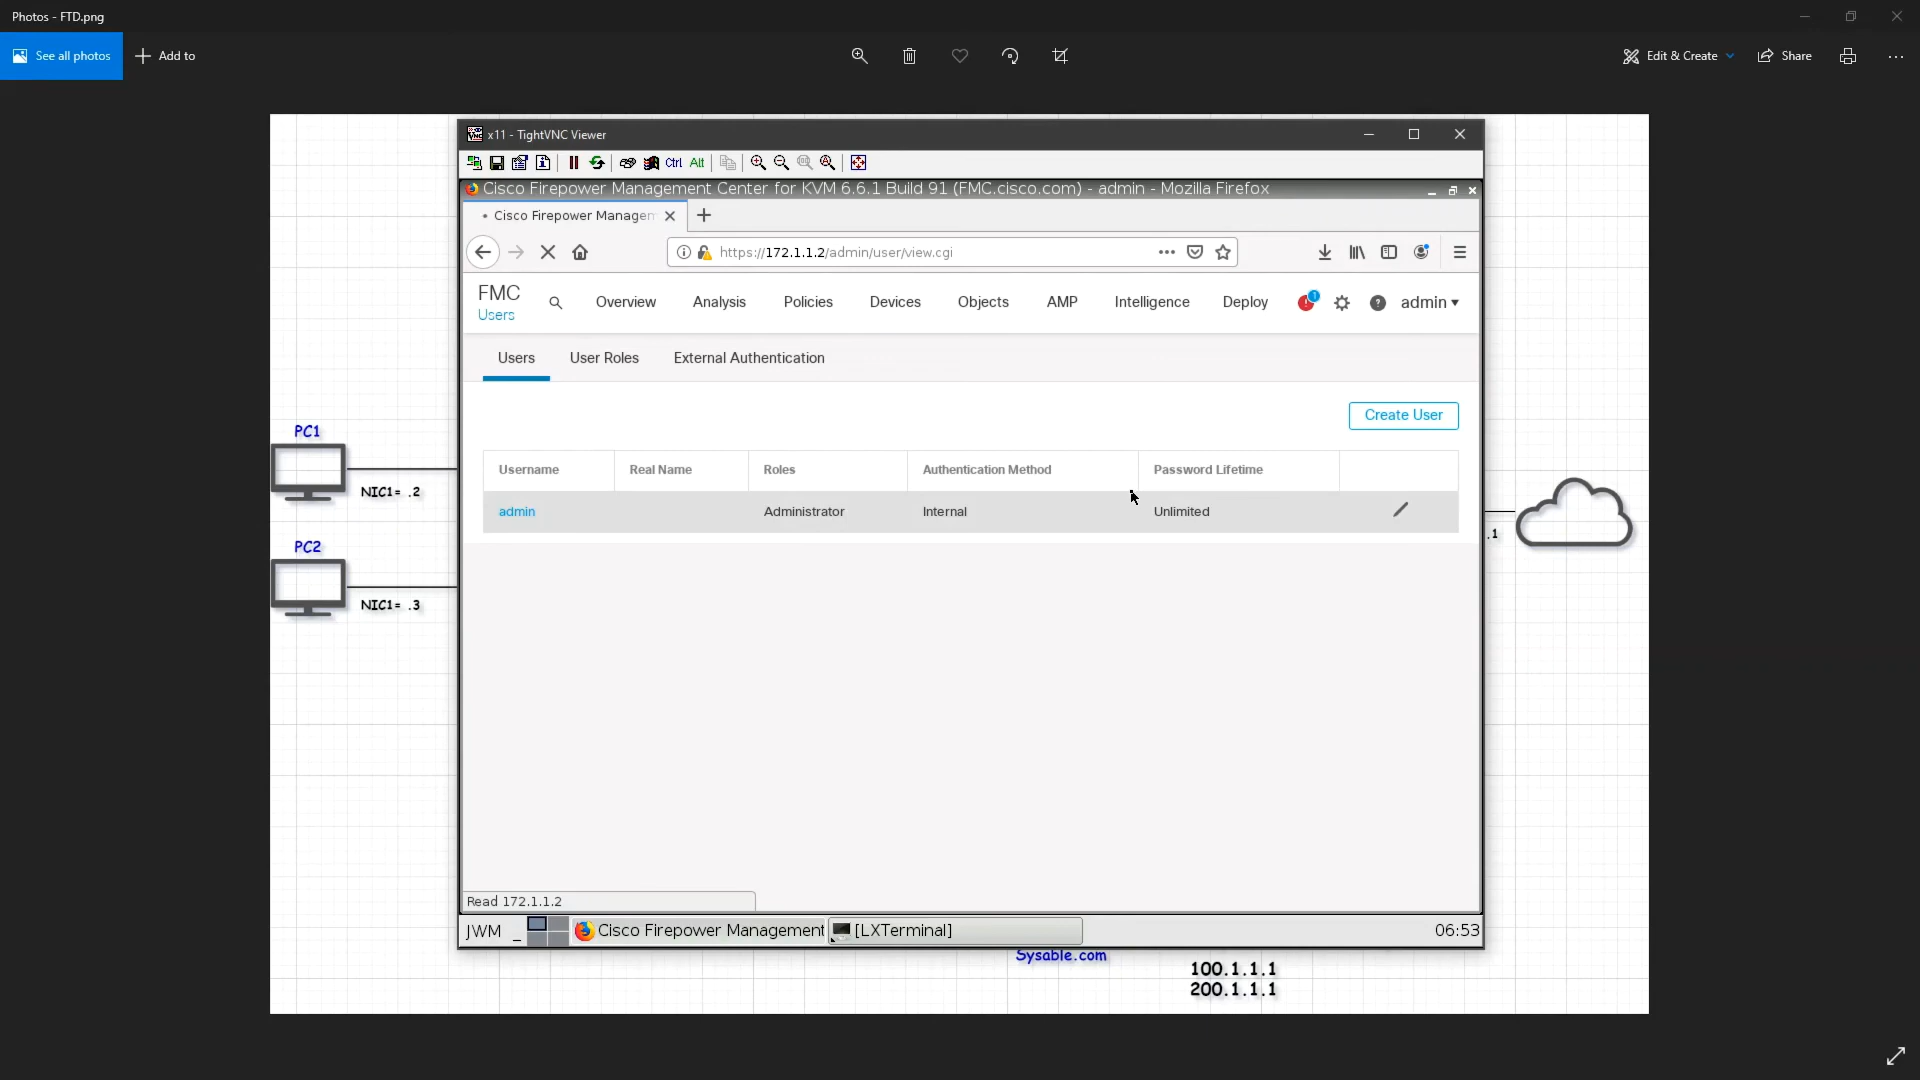 Photos - FTD.png
See all photos
Add to
Edit & Create
Share
x11 - TightVNC Viewer
Ctrl Alt
Cisco Firepower Management Center for KVM 6.6.1 Build 91 (FMC.cisco.com) - admin - Mozilla Firefox
Cisco Firepower Managem
https://172.1.1.2/admin/user/view.cgi
FMC
Users
Overview
Analysis
Policies
Devices
Objects
AMP
Intelligence
Deploy
1
admin
Users
User Roles
External Authentication
Create User
Username Real Name Roles Authentication Method Password Lifetime
admin Administrator Internal Unlimited
PC1
NIC1= .2
PC2
NIC1= .3
.1
Read 172.1.1.2
JWM
Cisco Firepower Management
[LXTerminal]
06:53
Sysable.com
100.1.1.1
200.1.1.1